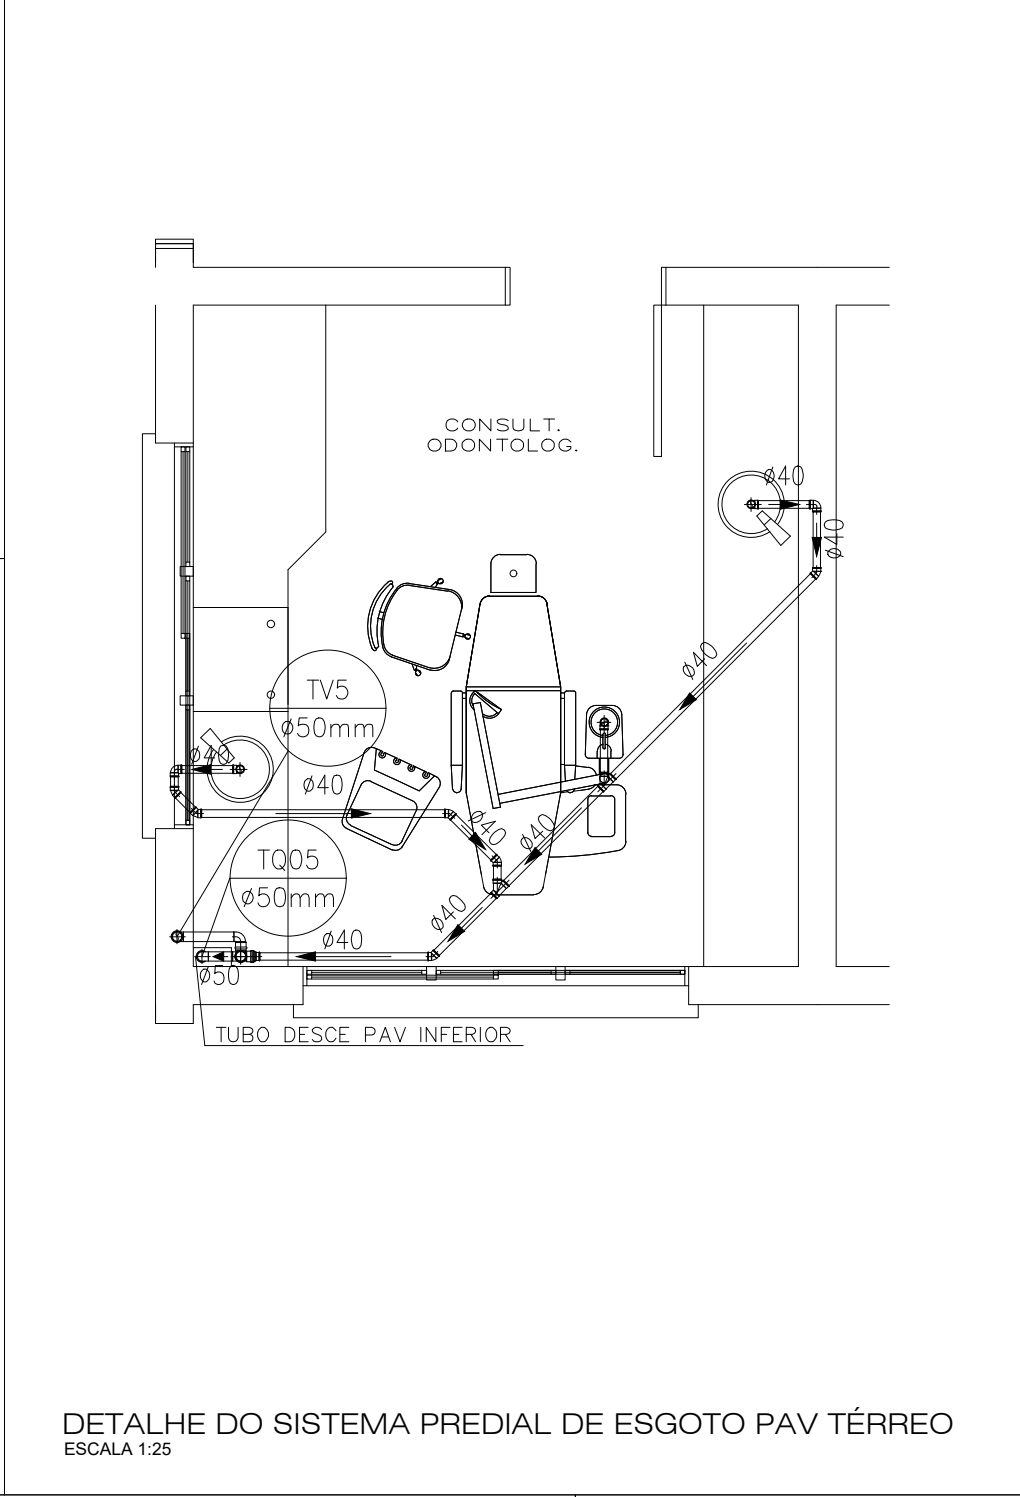 CONSULT.
ODONTOLOG.
ø40
ø40
ø40
TV5
ø50mm
ø40
ø40
ø40
ø40
TQ05
ø50mm
ø40
ø40
ø50
TUBO DESCE PAV INFERIOR
DETALHE DO SISTEMA PREDIAL DE ESGOTO PAV TÉRREO
ESCALA 1:25